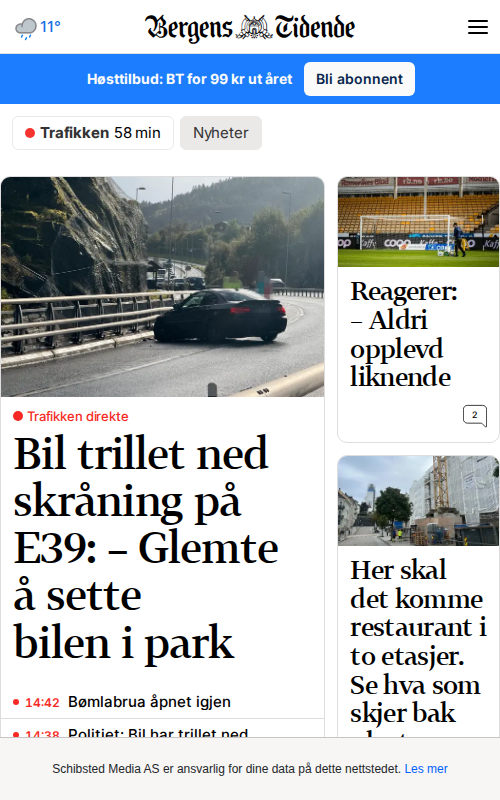 11°
Bergens Tidende
Høsttilbud: BT for 99 kr ut året
Bli abonnent
Trafikken 58 min
Nyheter
Trafikken direkte
Bil trillet ned
skråning på
E39: – Glemte
å sette
bilen i park
14:42 Bømlabrua åpnet igjen
14:38 Politiet: Bil har trillet ned
coop
Kaffe
coop
Reagerer:
– Aldri
opplevd
liknende
2
Her skal
det komme
restaurant i
to etasjer.
Se hva som
skjer bak
Schibsted Media AS er ansvarlig for dine data på dette nettstedet. Les mer